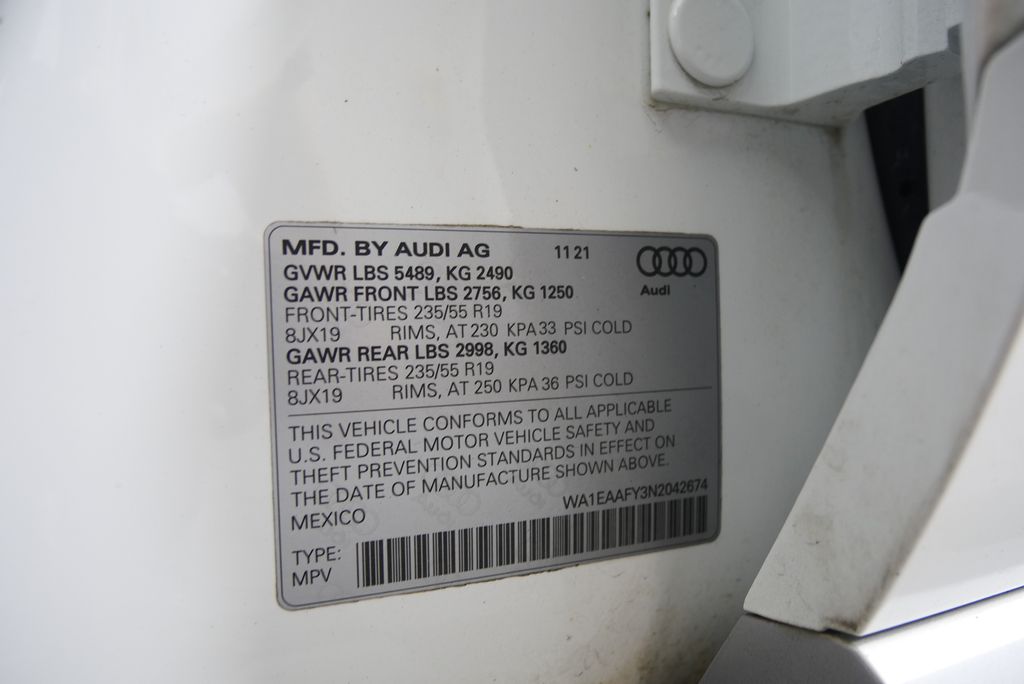 MFD. BY AUDI AG 11 21
GVWR LBS 5489, KG 2490
Audi
GAWR FRONT LBS 2756, KG 1250
FRONT-TIRES 235/55 R19
8JX19 RIMS, AT 230 KPA 33 PSI COLD
GAWR REAR LBS 2998, KG 1360
REAR-TIRES 235/55 R19
8JX19 RIMS, AT 250 KPA 36 PSI COLD
THIS VEHICLE CONFORMS TO ALL APPLICABLE
U.S. FEDERAL MOTOR VEHICLE SAFETY AND
THEFT PREVENTION STANDARDS IN EFFECT ON
THE DATE OF MANUFACTURE SHOWN ABOVE.
MEXICO WA1EAAFY3N2042674
TYPE:
MPV